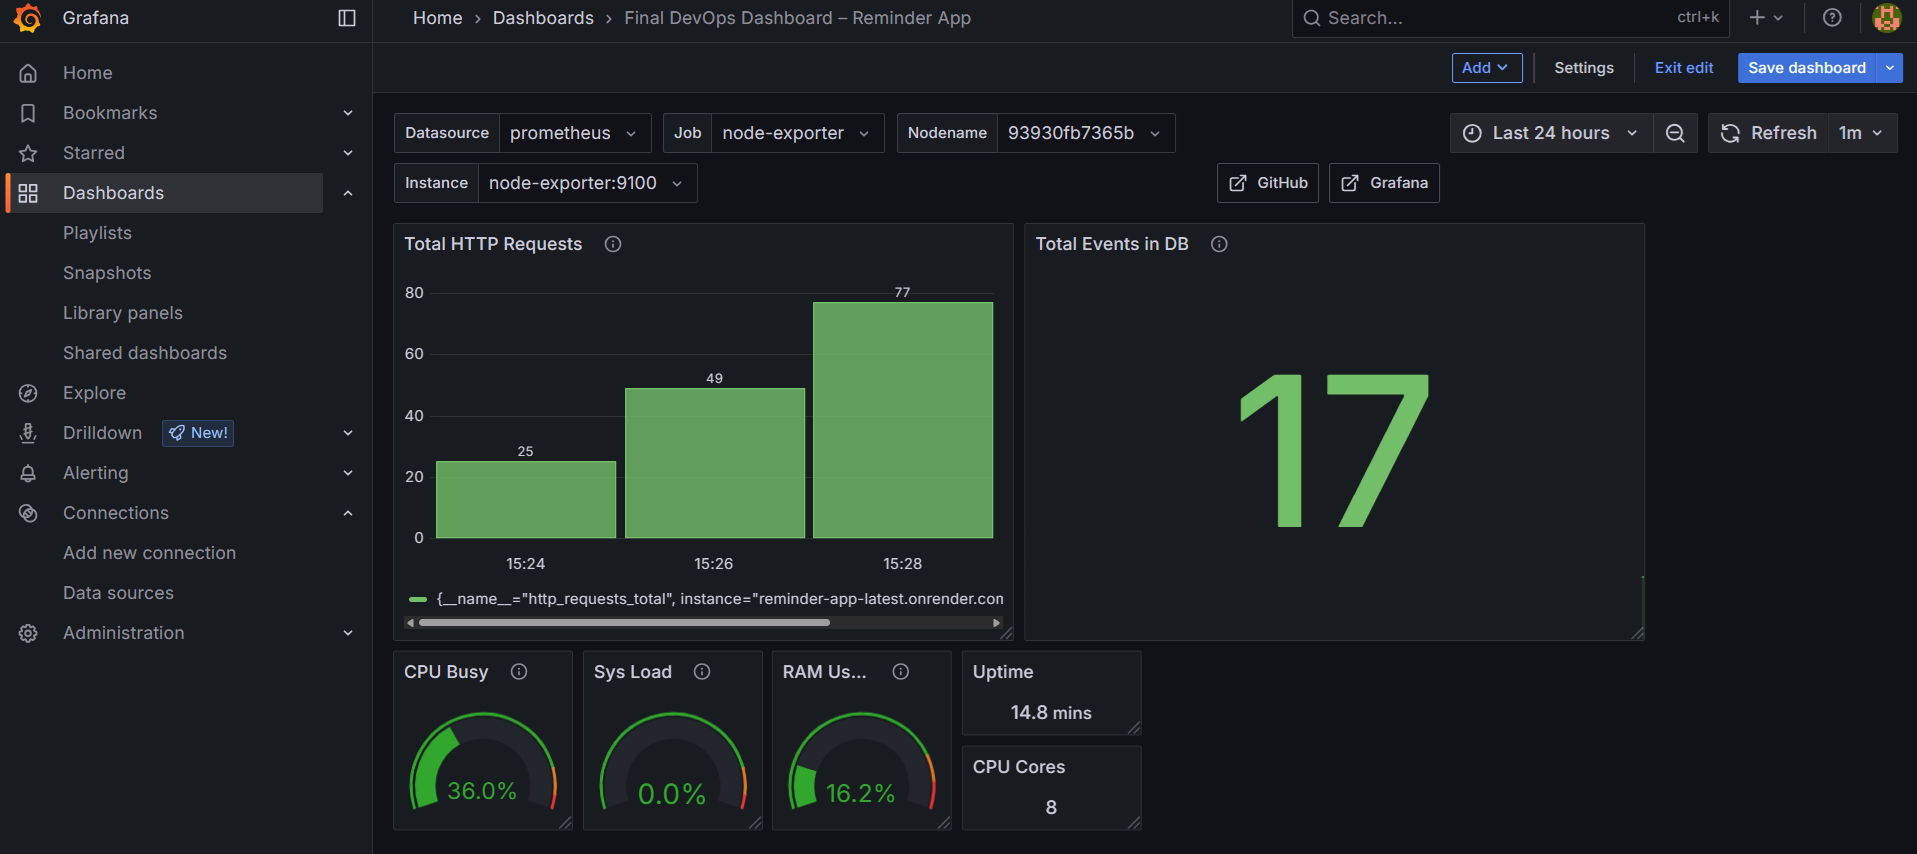 Grafana
Home › Dashboards › Final DevOps Dashboard – Reminder App
Search...
ctrl+k
Home
Bookmarks
Starred
Dashboards
Playlists
Snapshots
Library panels
Shared dashboards
Explore
Drilldown New!
Alerting
Connections
Add new connection
Data sources
Administration
Add
Settings
Exit edit
Save dashboard
Datasource prometheus
Job node-exporter
Nodename 93930fb7365b
Last 24 hours
Refresh 1m
Instance node-exporter:9100
GitHub
Grafana
Total HTTP Requests
80
60
40
20
0
25
49
77
15:24
15:26
15:28
{__name__="http_requests_total", instance="reminder-app-latest.onrender.con
Total Events in DB
17
CPU Busy
36.0%
Sys Load
0.0%
RAM Us...
16.2%
Uptime
14.8 mins
CPU Cores
8